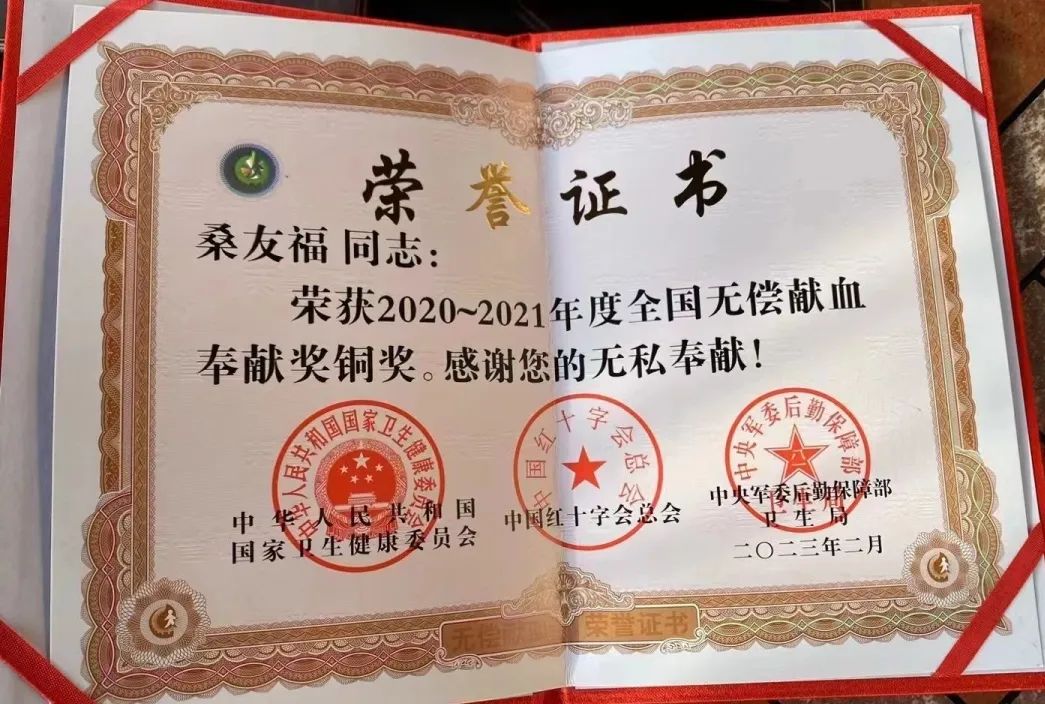 荣誉证书
桑友福 同志：
荣获2020~2021年度全国无偿献血
奉献奖铜奖。感谢您的无私奉献！
中华人民共和国国家卫生健康委员会
中国红十字会总会
中央军委后勤保障部
中华人民共和国
国家卫生健康委员会
中国红十字会总会
中央军委后勤保障部
卫生局
二〇二三年二月
无偿献血 荣誉证书